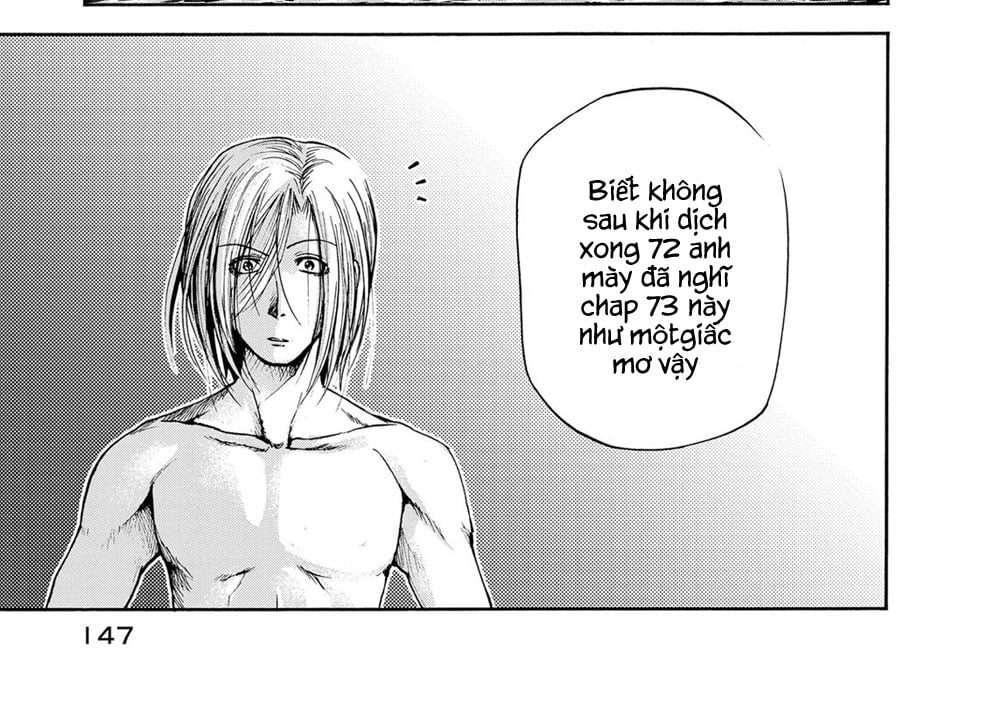 Biết không
sau khi dịch
xong 72 anh
mày đã nghĩ
chap 73 này
như mộtgiấc
mơ vậy
147